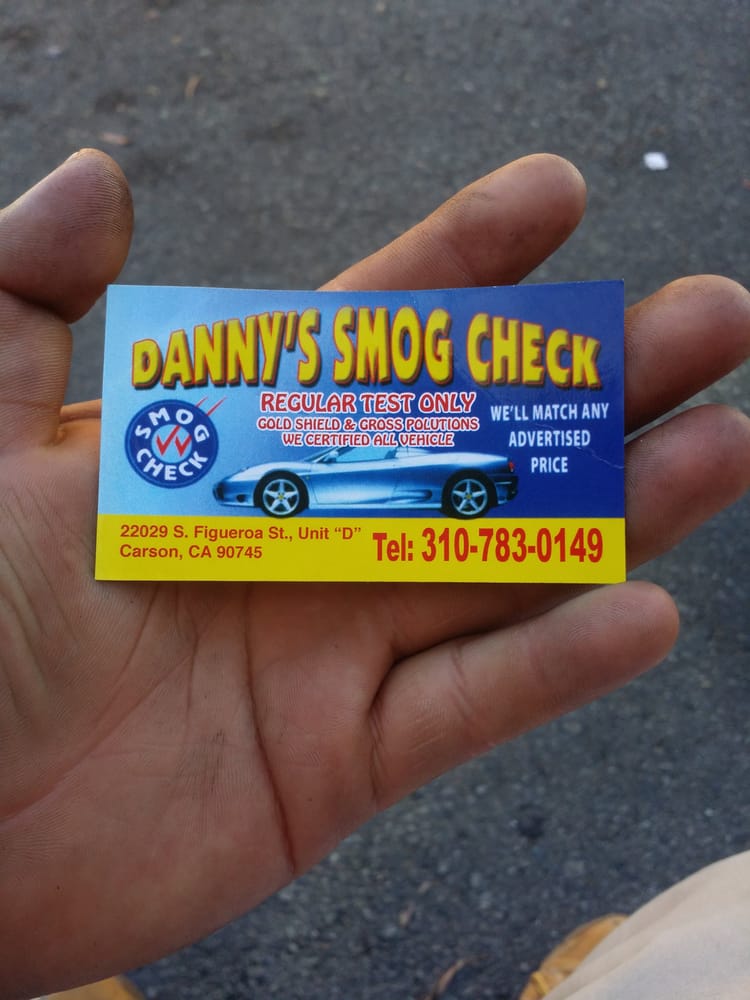 DANNY'S SMOG CHECK
REGULAR TEST ONLY
GOLD SHIELD & GROSS POLUTIONS
WE CERTIFIED ALL VEHICLE
WE'LL MATCH ANY
ADVERTISED
PRICE
SMOG
CHECK
22029 S. Figueroa St., Unit "D"
Carson, CA 90745
Tel: 310-783-0149